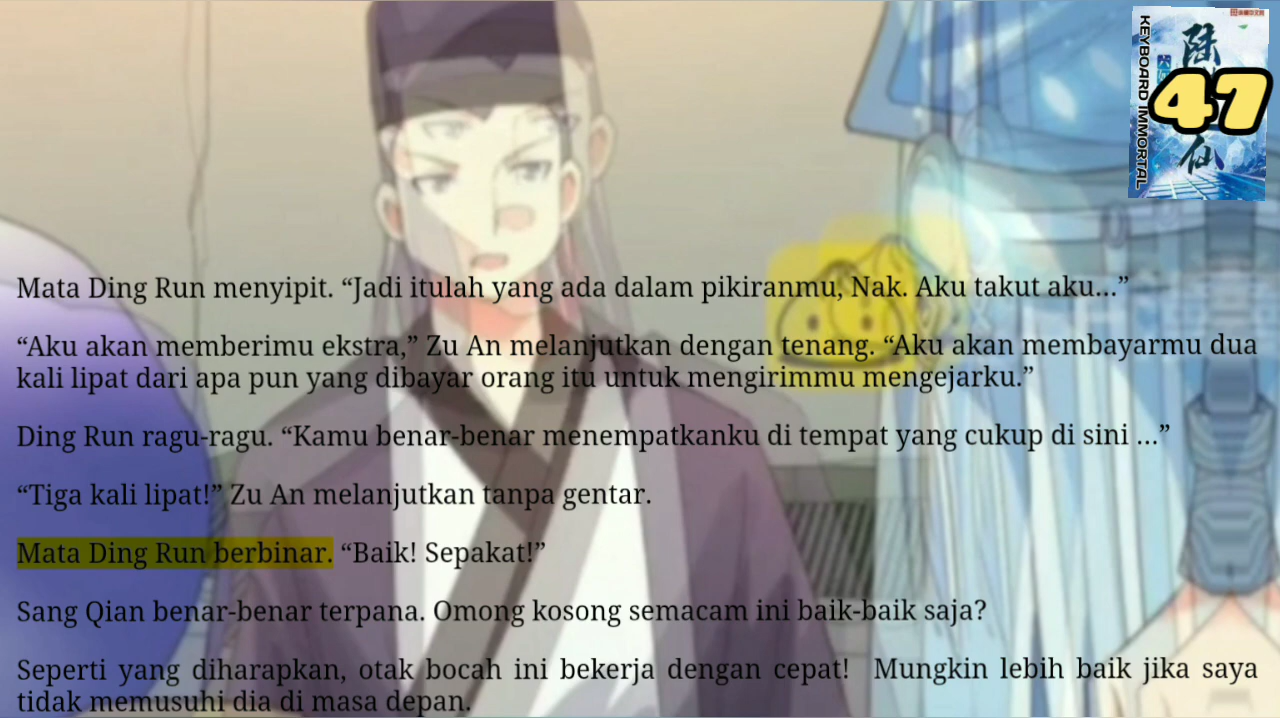 KEYBOARD IMMORTAL
47
仙
Mata Ding Run menyipit. “Jadi itulah yang ada dalam pikiranmu, Nak. Aku takut aku...”
“Aku akan memberimu ekstra,” Zu An melanjutkan dengan tenang. “Aku akan membayarmu dua
kali lipat dari apa pun yang dibayar orang itu untuk mengirimmu mengejarku.”
Ding Run ragu-ragu. “Kamu benar-benar menempatkanku di tempat yang cukup di sini ...”
“Tiga kali lipat!” Zu An melanjutkan tanpa gentar.
Mata Ding Run berbinar. “Baik! Sepakat!”
Sang Qian benar-benar terpana. Omong kosong semacam ini baik-baik saja?
Seperti yang diharapkan, otak bocah ini bekerja dengan cepat!  Mungkin lebih baik jika saya
tidak memusuhi dia di masa depan.